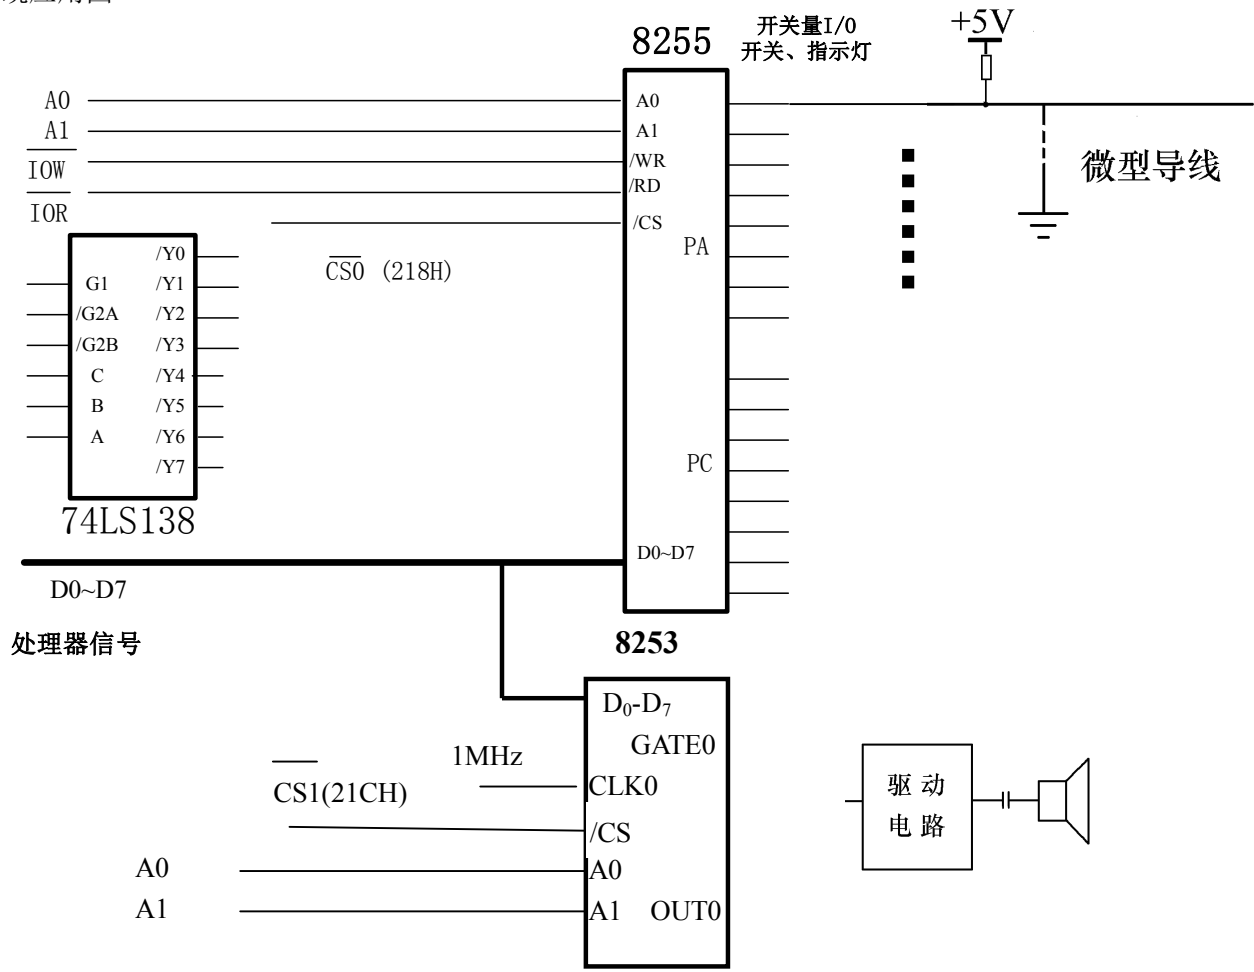 8255
开关量I/O
开关、指示灯
+5V
A0
A1
IOW
IOR
A0
A1
/WR
/RD
/CS
PA
PC
D0~D7
CS0 (218H)
微型导线
G1
/G2A
/G2B
C
B
A
/Y0
/Y1
/Y2
/Y3
/Y4
/Y5
/Y6
/Y7
74LS138
D0~D7
处理器信号
8253
D0-D7
GATE0
1MHz
CLK0
CS1(21CH)
/CS
A0
A0
A1
A1
OUT0
驱动
电路